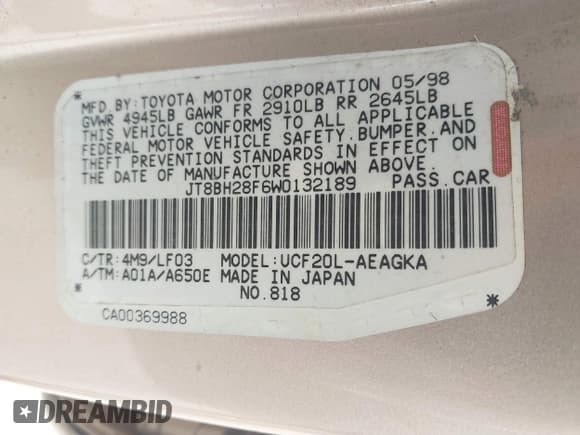 MFD.BY:TOYOTA MOTOR CORPORATION 05/98
GVWR 4945LB GAWR FR 2910LB RR 2645LB
THIS VEHICLE CONFORMS TO ALL APPLICABLE
FEDERAL MOTOR VEHICLE SAFETY.BUMPER.AND
THEFT PREVENTION STANDARDS IN EFFECT ON
THE DATE OF MANUFACTURE SHOWN ABOVE.
JT8BH28F6W0132189 PASS.CAR
C/TR:4M9/LF03 MODEL:UCF20L-AEAGKA
A/TM:A01A/A650E MADE IN JAPAN
NO.818
CA00369988
DREAMBID